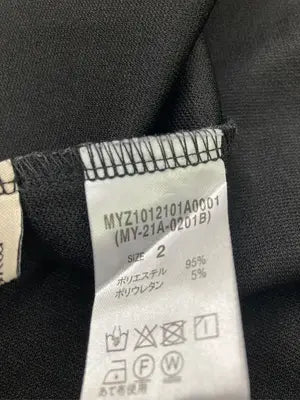 MYZ1012101A0001
(MY-21A-0201B)
SIZE 2
ポリエステル 95%
ポリウレタン 5%
F W
あて布使用